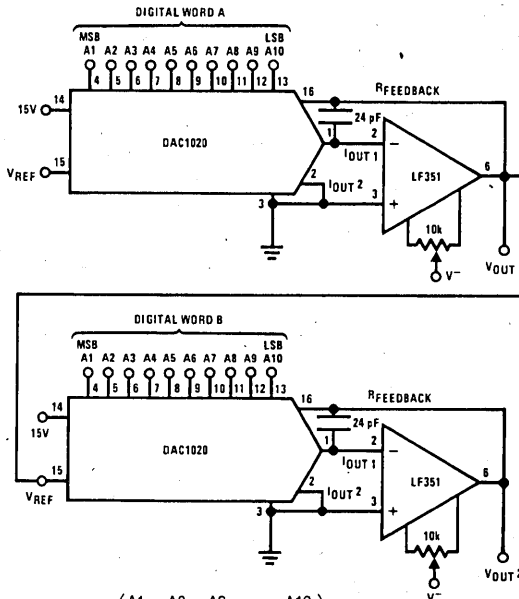 DIGITAL WORD A
MSB LSB
A1 A2 A3 A4 A5 A6 A7 A8 A9 A10
4 5 6 7 8 9 10 11 12 13
16 RFEEDBACK
15V 14
24 pF
DAC1020
1 IOUT 1 2 −
LF351
6
VREF 15
2 IOUT 2
3 3 +
10k
V−
VOUT
DIGITAL WORD B
MSB LSB
A1 A2 A3 A4 A5 A6 A7 A8 A9 A10
4 5 6 7 8 9 10 11 12 13
16 RFEEDBACK
14
15V
24 pF
DAC1020
1 IOUT 1 2 −
LF351
6
15
VREF
2 IOUT 2
3 3 +
10k
V−
VOUT 2